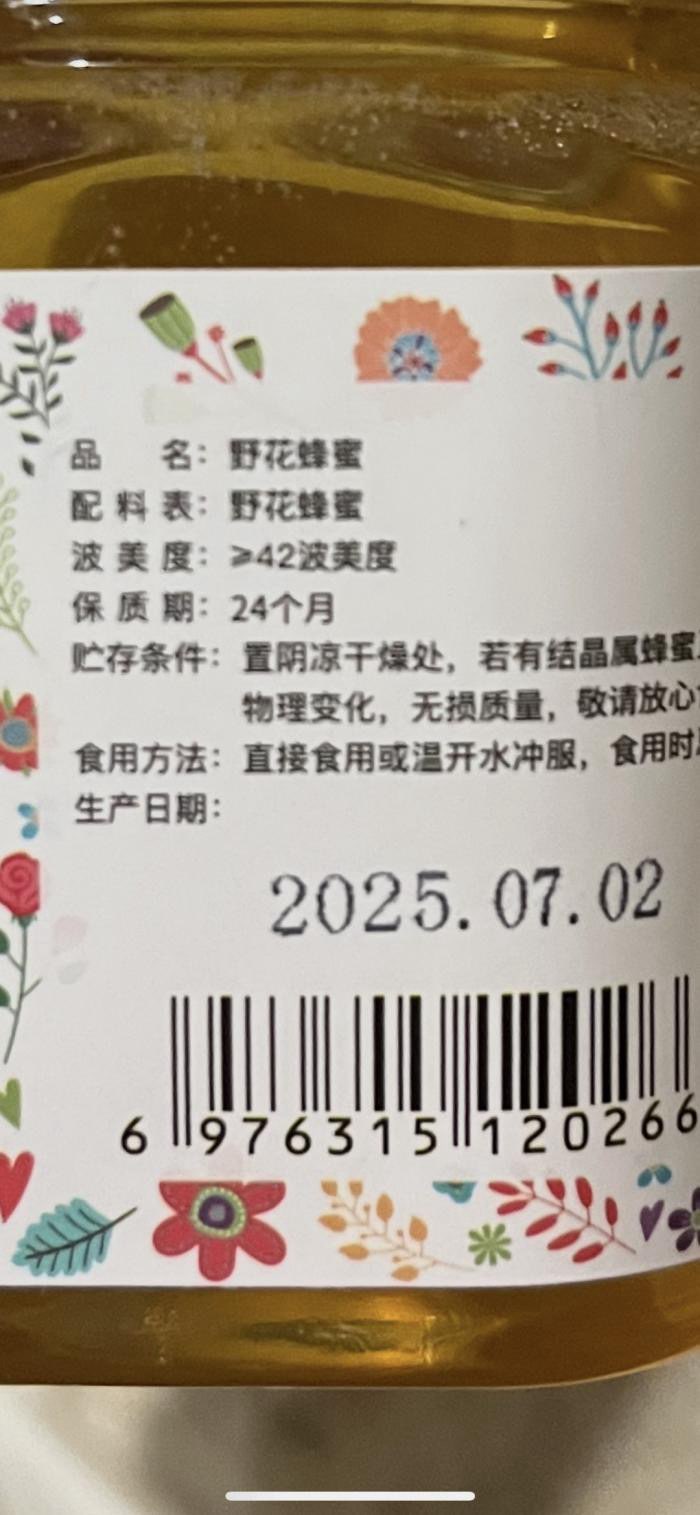 品 名：野花蜂蜜
配料表：野花蜂蜜
波美度：≥42波美度
保质期：24个月
贮存条件：置阴凉干燥处，若有结晶属蜂蜜
物理变化，无损质量，敬请放心
食用方法：直接食用或温开水冲服，食用时
生产日期：
2025.07.02
6 976315 120266